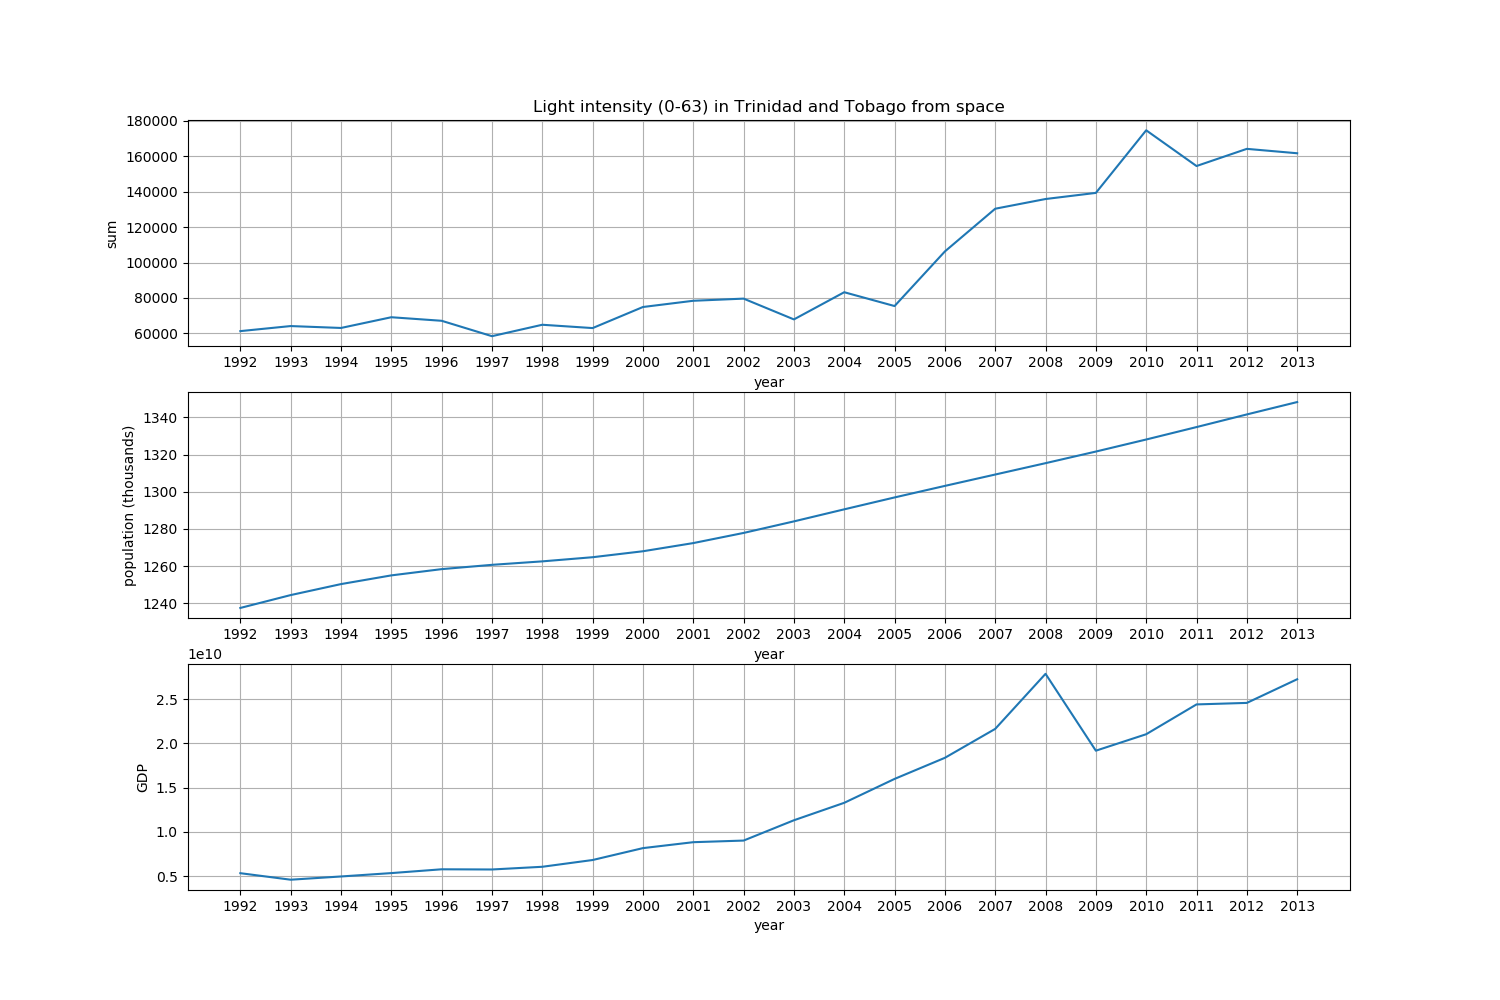 Light intensity (0-63) in Trinidad and Tobago from space
180000
160000
140000
120000
100000
80000
60000
sum
1992 1993 1994 1995 1996 1997 1998 1999 2000 2001 2002 2003 2004 2005 2006 2007 2008 2009 2010 2011 2012 2013
year
1340
1320
1300
1280
1260
1240
population (thousands)
1992 1993 1994 1995 1996 1997 1998 1999 2000 2001 2002 2003 2004 2005 2006 2007 2008 2009 2010 2011 2012 2013
year
1e10
2.5
2.0
1.5
1.0
0.5
GDP
1992 1993 1994 1995 1996 1997 1998 1999 2000 2001 2002 2003 2004 2005 2006 2007 2008 2009 2010 2011 2012 2013
year